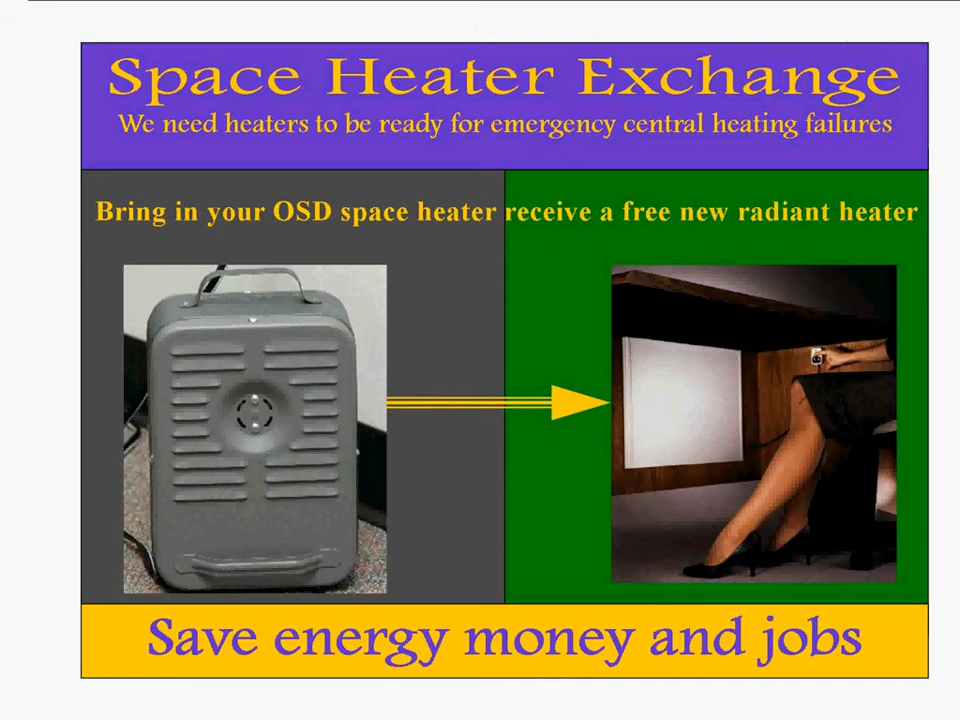 Space Heater Exchange
We need heaters to be ready for emergency central heating failures
Bring in your OSD space heater receive a free new radiant heater
Save energy money and jobs